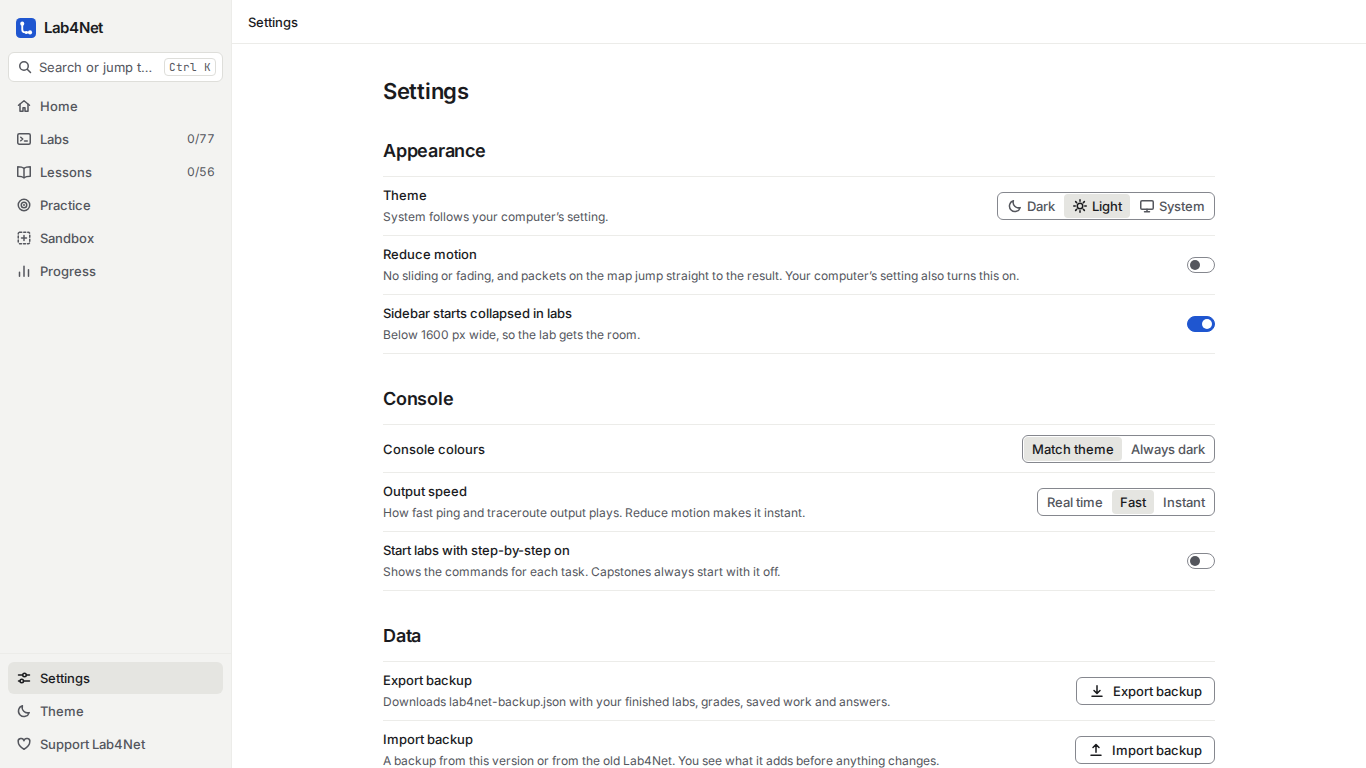 Lab4Net
Search or jump t... Ctrl K
Home
Labs 0/77
Lessons 0/56
Practice
Sandbox
Progress
Settings
Theme
Support Lab4Net
Settings
Settings
Appearance
Theme
System follows your computer’s setting.
Dark Light System
Reduce motion
No sliding or fading, and packets on the map jump straight to the result. Your computer’s setting also turns this on.
Sidebar starts collapsed in labs
Below 1600 px wide, so the lab gets the room.
Console
Console colours
Match theme Always dark
Output speed
How fast ping and traceroute output plays. Reduce motion makes it instant.
Real time Fast Instant
Start labs with step-by-step on
Shows the commands for each task. Capstones always start with it off.
Data
Export backup
Downloads lab4net-backup.json with your finished labs, grades, saved work and answers.
Export backup
Import backup
A backup from this version or from the old Lab4Net. You see what it adds before anything changes.
Import backup